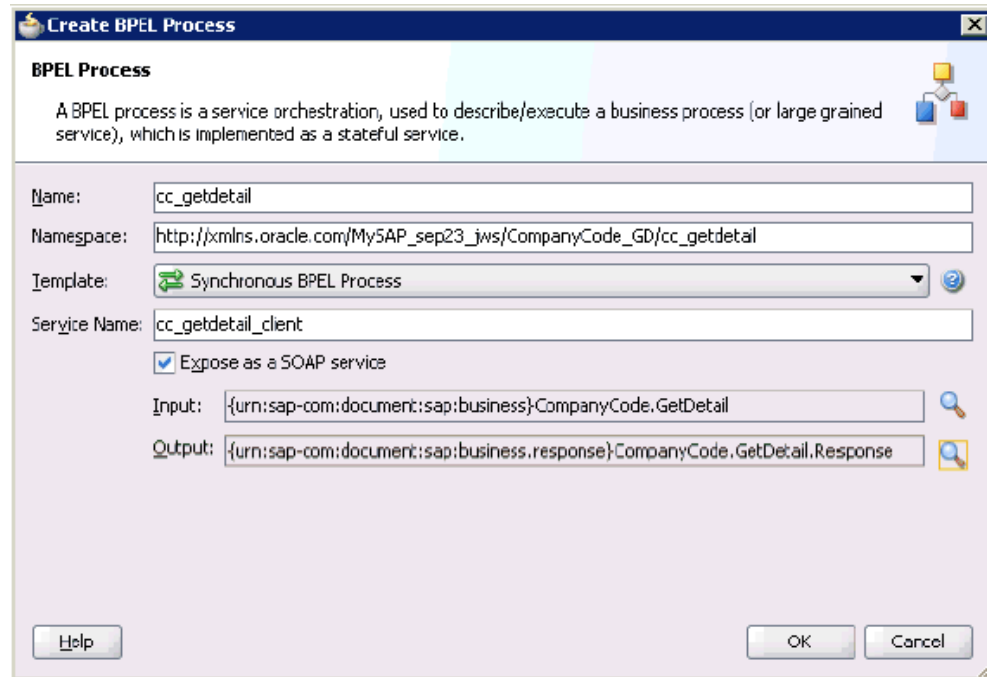 Create BPEL Process
BPEL Process
A BPEL process is a service orchestration, used to describe/execute a business process (or large grained
service), which is implemented as a stateful service.
Name: cc_getdetail
Namespace: http://xmlns.oracle.com/MySAP_sep23_jws/CompanyCode_GD/cc_getdetail
Template: Synchronous BPEL Process
Service Name: cc_getdetail_client
Expose as a SOAP service
Input: {urn:sap-com:document:sap:business}CompanyCode.GetDetail
Output: {urn:sap-com:document:sap:business.response}CompanyCode.GetDetail.Response
Help OK Cancel